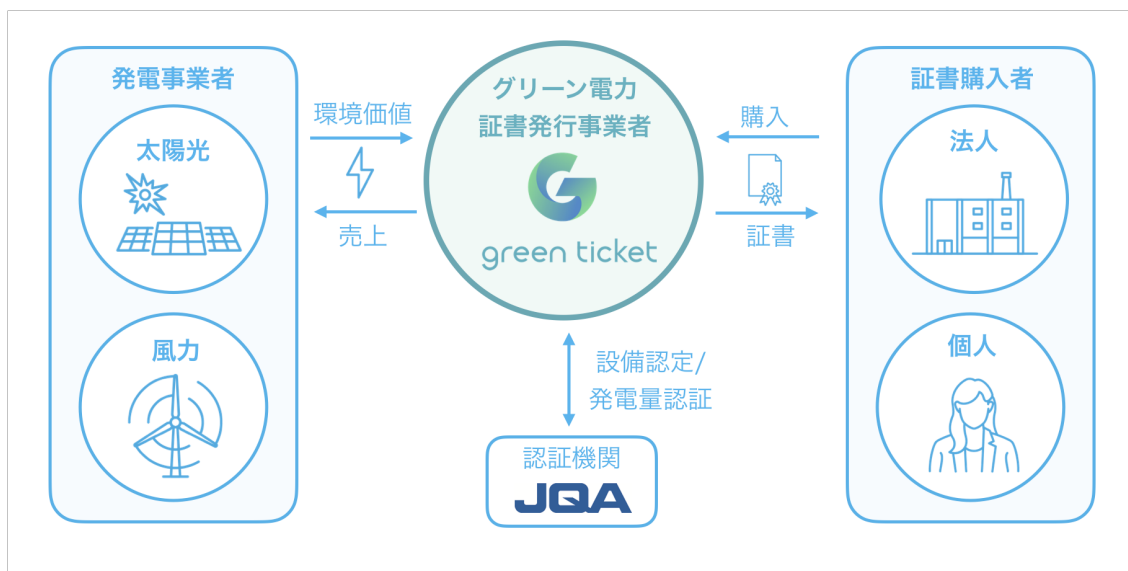 発電事業者
太陽光
風力
環境価値
売上
グリーン電力
証書発行事業者
green ticket
設備認定/
発電量認証
認証機関
JQA
購入
証書
証書購入者
法人
個人